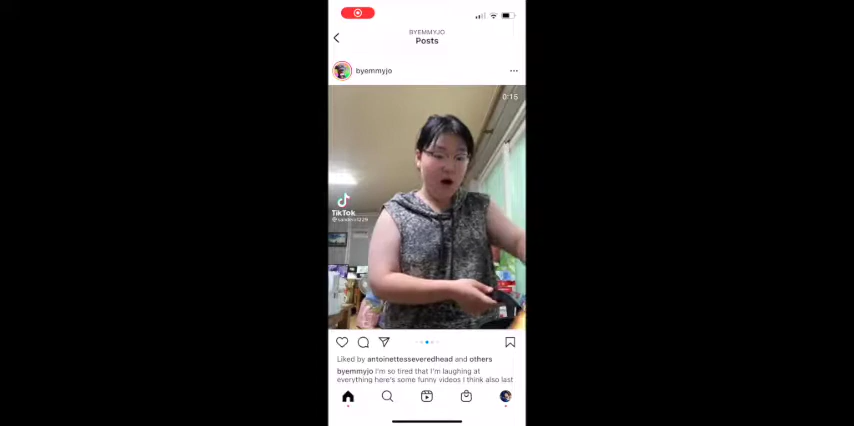 BYEMMYJO
Posts
byemmyjo
0:15
TikTok
Liked by antoinettesseveredhead and others
byemmyjo I'm so tired that I'm laughing at
everything here's some funny videos I think also last